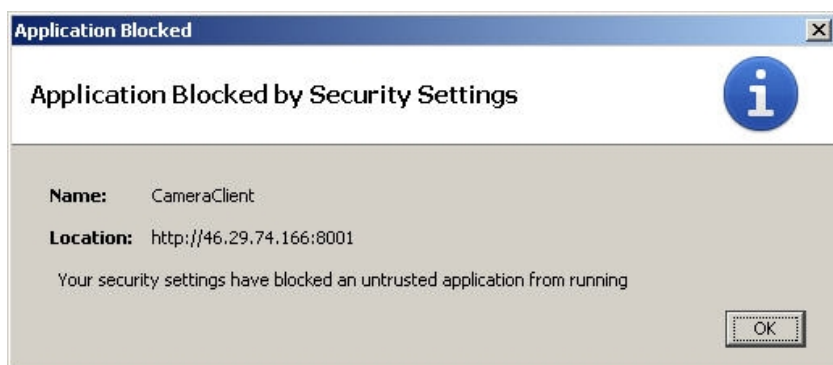 Application Blocked
Application Blocked by Security Settings
Name: CameraClient
Location: http://46.29.74.166:8001
Your security settings have blocked an untrusted application from running
OK